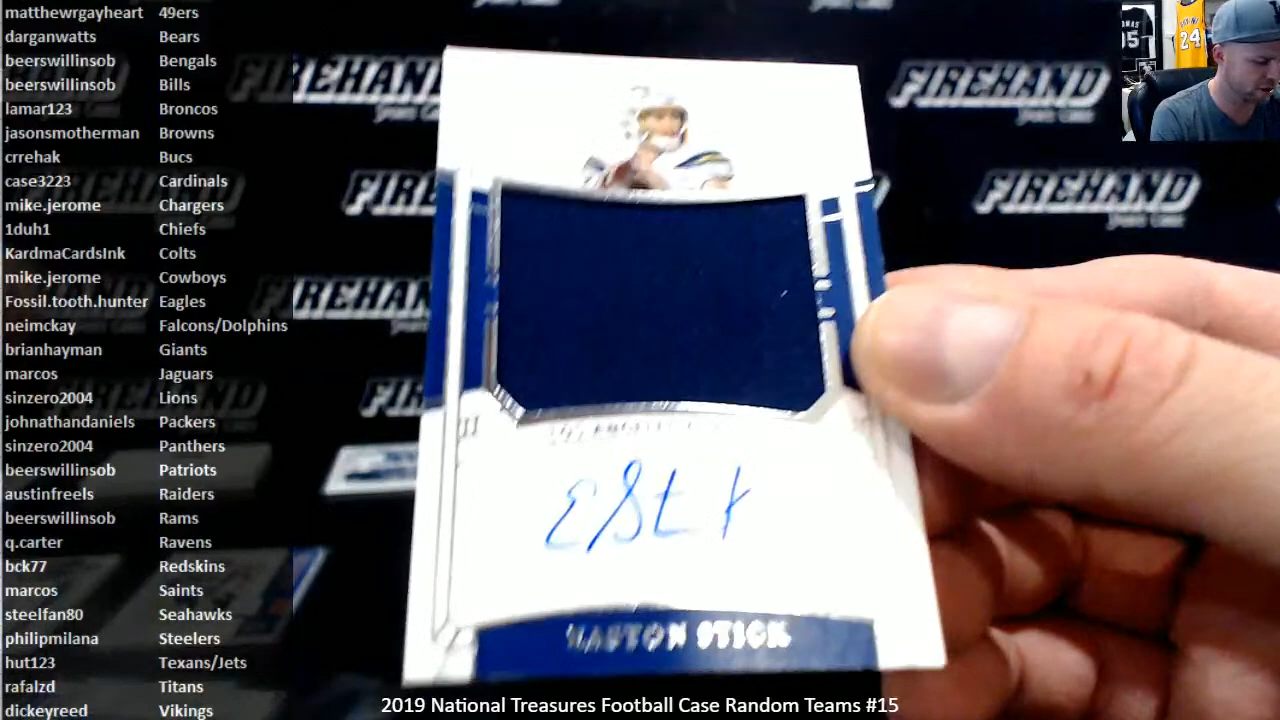 matthewrgayheart 49ers
darganwatts Bears
beerswillinsob Bengals
beerswillinsob Bills
lamar123 Broncos
jasonsmotherman Browns
crrehak Bucs
case3223 Cardinals
mike.jerome Chargers
1duh1 Chiefs
KardmaCardsInk Colts
mike.jerome Cowboys
Fossil.tooth.hunter Eagles
neimckay Falcons/Dolphins
brianhayman Giants
marcos Jaguars
sinzero2004 Lions
johnathandaniels Packers
sinzero2004 Panthers
beerswillinsob Patriots
austinfreels Raiders
beerswillinsob Rams
q.carter Ravens
bck77 Redskins
marcos Saints
steelfan80 Seahawks
philipmilana Steelers
hut123 Texans/Jets
rafalzd Titans
dickeyreed Vikings
FIREHAND
FIREHAND
LOS ANGELES
EASTON STICK
24
2019 National Treasures Football Case Random Teams #15